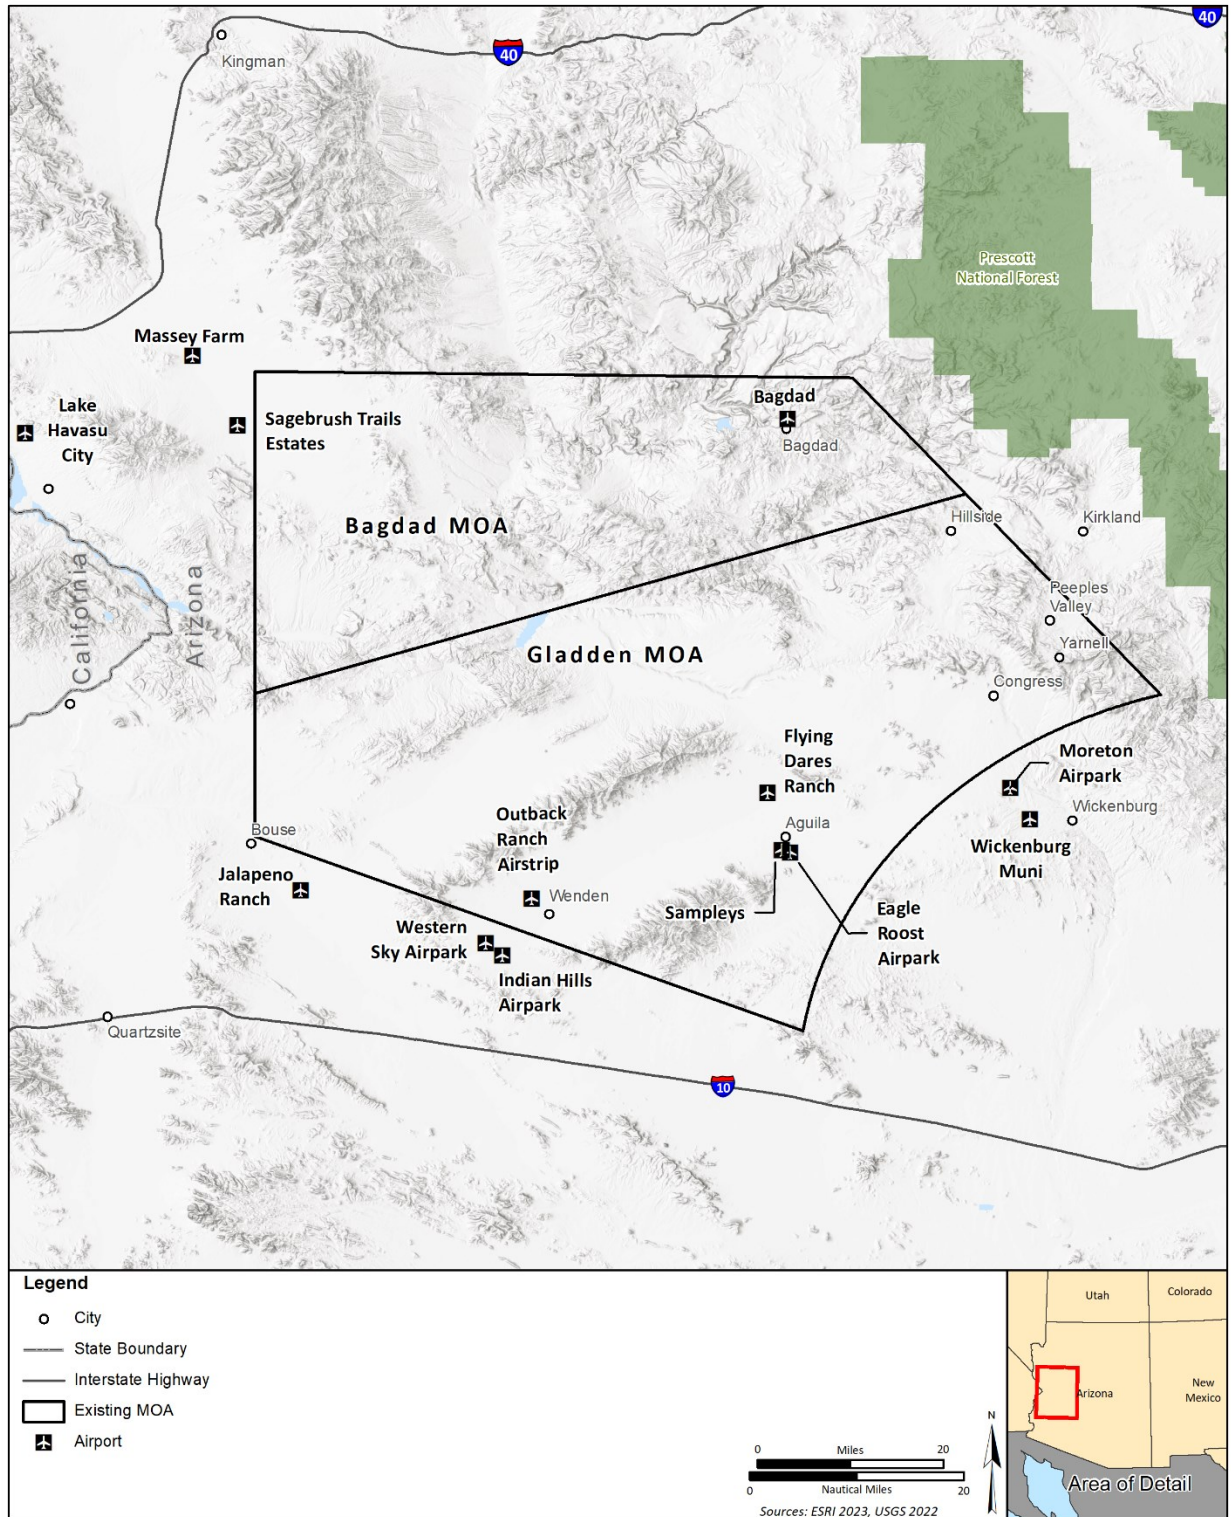 40
40
Kingman
Prescott
National Forest
Massey Farm
Lake
Havasu
City
Sagebrush Trails
Estates
Bagdad
Bagdad
Bagdad MOA
Hillside
Kirkland
California
Arizona
Peeples
Valley
Gladden MOA
Yarnell
Congress
Flying
Dares
Ranch
Moreton
Airpark
Outback
Ranch
Airstrip
Bouse
Aguila
Wickenburg
Wickenburg
Muni
Jalapeno
Ranch
Wenden
Sampleys
Eagle
Roost
Airpark
Western
Sky Airpark
Indian Hills
Airpark
Quartzsite
10
Legend
City
State Boundary
Interstate Highway
Existing MOA
Airport
0 Miles 20
0 Nautical Miles 20
Sources: ESRI 2023, USGS 2022
N
Utah
Colorado
Arizona
New
Mexico
Area of Detail